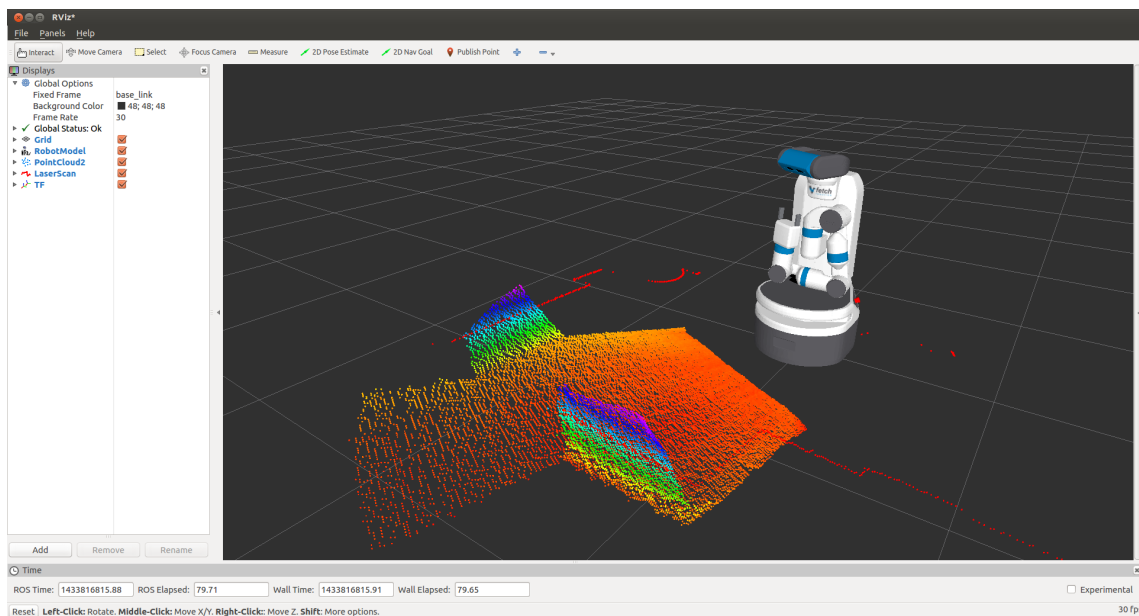 RViz*
File Panels Help
Interact Move Camera Select Focus Camera Measure 2D Pose Estimate 2D Nav Goal Publish Point
Displays
Global Options
Fixed Frame base_link
Background Color 48; 48; 48
Frame Rate 30
Global Status: Ok
Grid
RobotModel
PointCloud2
LaserScan
TF
fetch
Add Remove Rename
Time
ROS Time: 1433816815.88 ROS Elapsed: 79.71 Wall Time: 1433816815.91 Wall Elapsed: 79.65 Experimental
Reset Left-Click: Rotate. Middle-Click: Move X/Y. Right-Click:: Move Z. Shift: More options. 30 fp